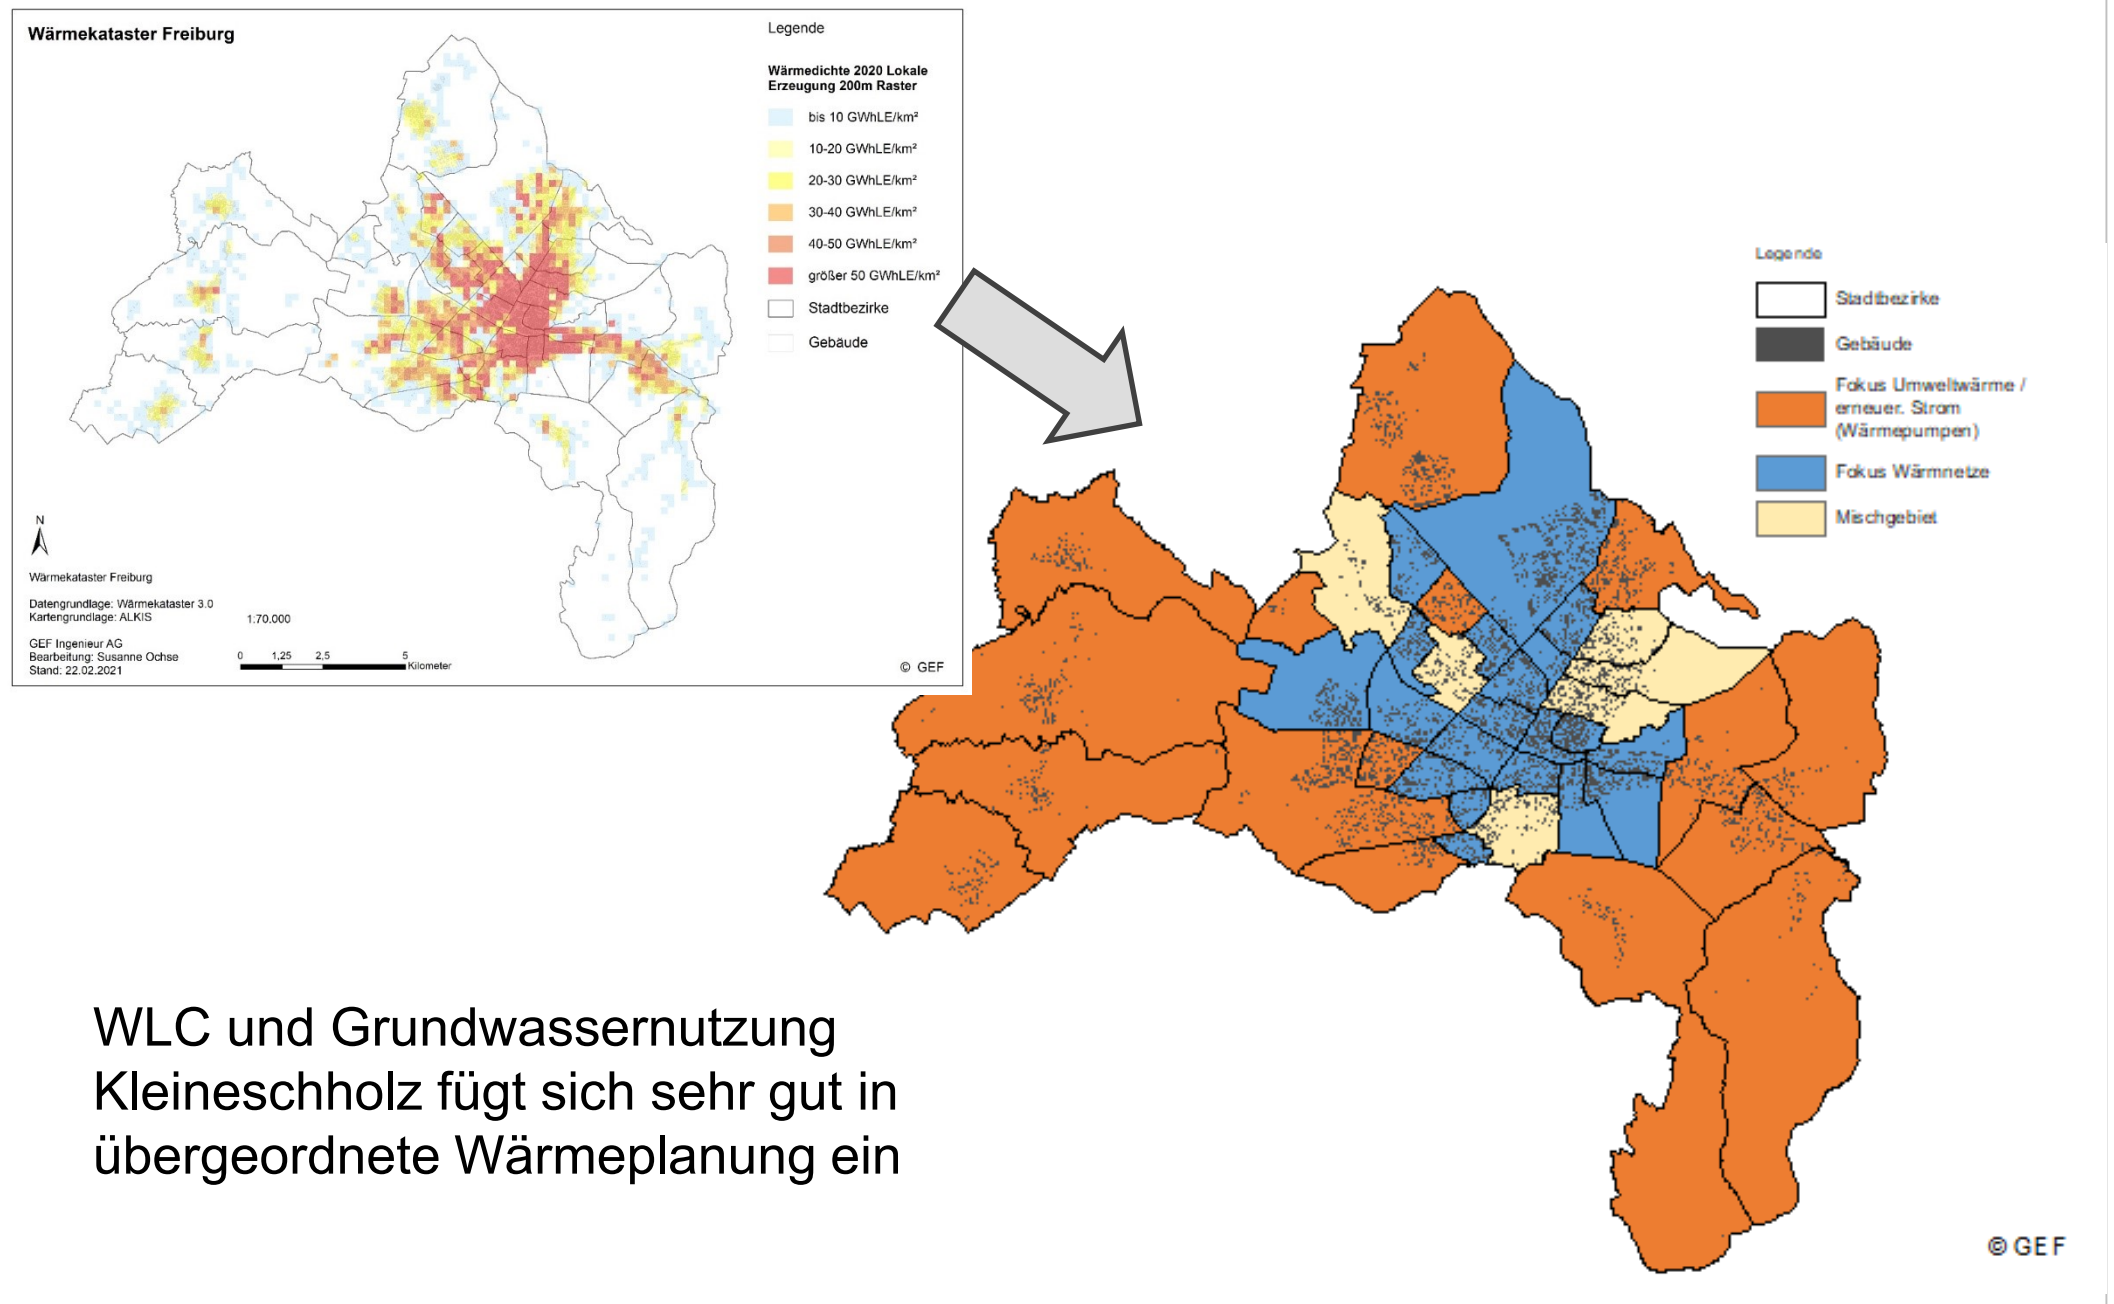 Wärmekataster Freiburg
Legende
Wärmedichte 2020 Lokale
Erzeugung 200m Raster
bis 10 GWhLE/km²
10-20 GWhLE/km²
20-30 GWhLE/km²
30-40 GWhLE/km²
40-50 GWhLE/km²
größer 50 GWhLE/km²
Stadtbezirke
Gebäude
N
Wärmekataster Freiburg
Datengrundlage: Wärmekataster 3.0
Kartengrundlage: ALKIS
1:70.000
GEF Ingenieur AG
Bearbeitung: Susanne Ochse
Stand: 22.02.2021
0 1,25 2,5 5
Kilometer
© GEF
Legende
Stadtbezirke
Gebäude
Fokus Umweltwärme /
erneuer. Strom
(Wärmepumpen)
Fokus Wärmnetze
Mischgebiet
WLC und Grundwassernutzung
Kleineschholz fügt sich sehr gut in
übergeordnete Wärmeplanung ein
© GEF